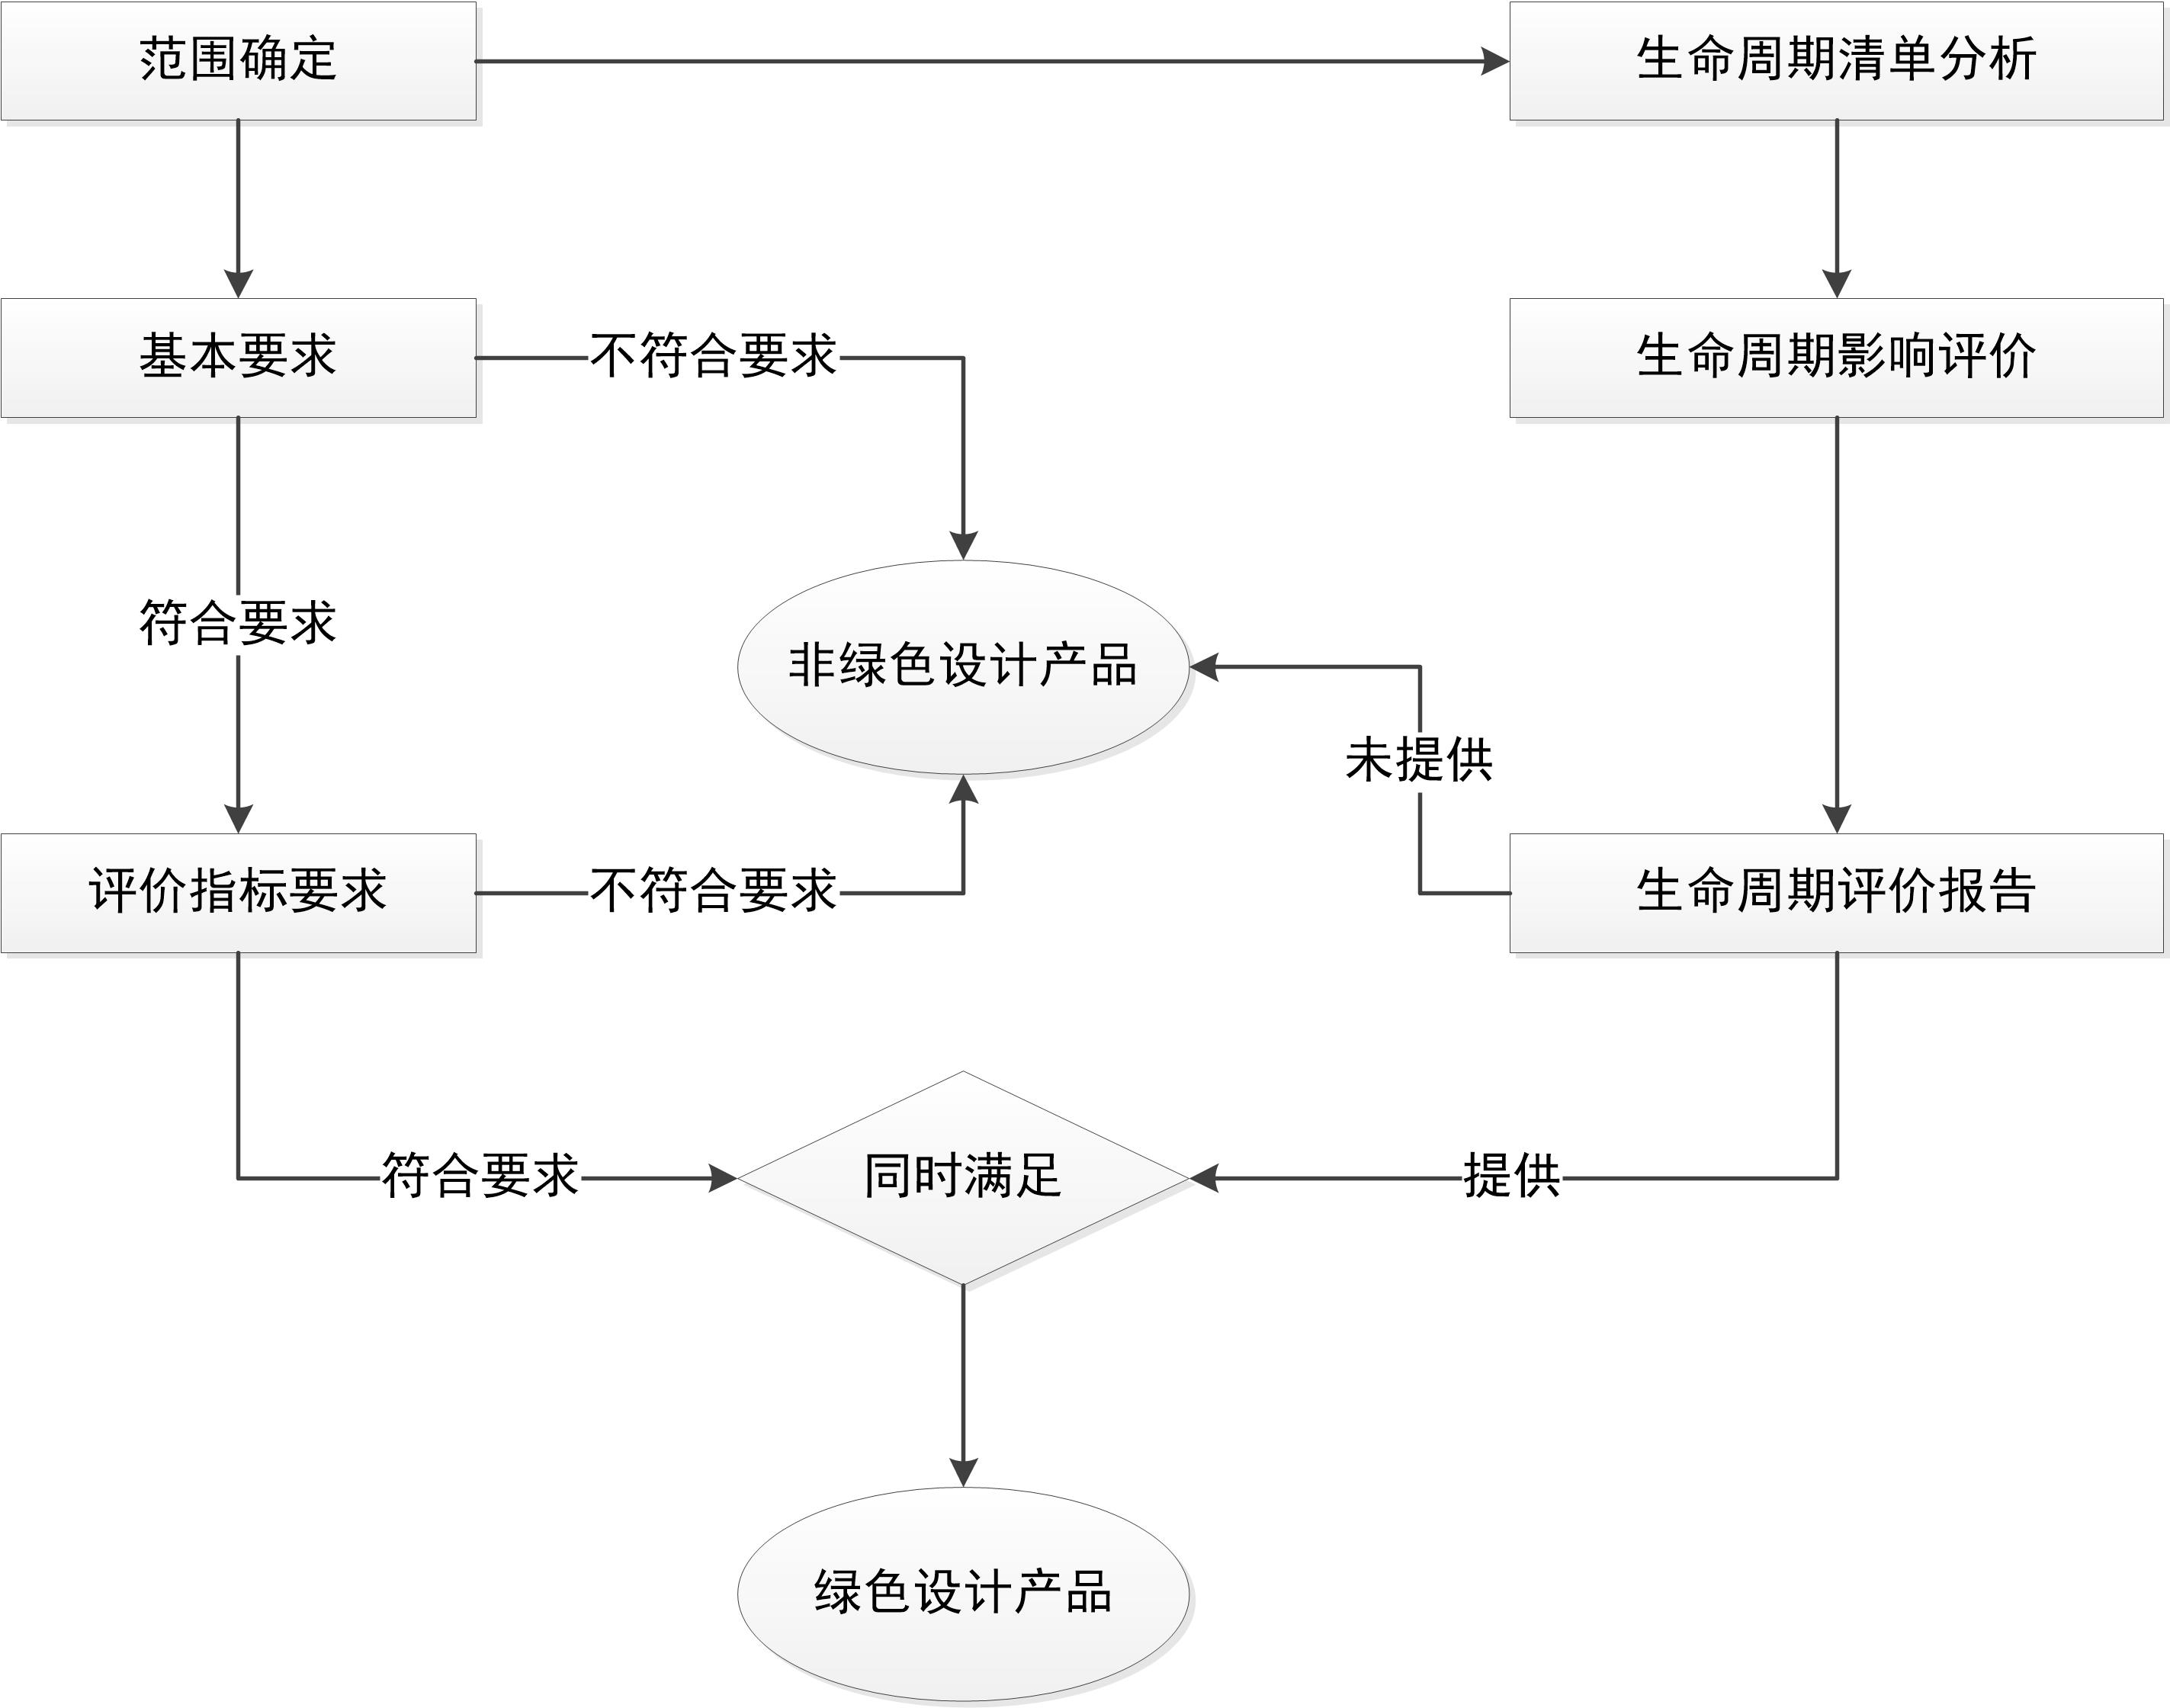 范围确定
生命周期清单分析
基本要求
不符合要求
生命周期影响评价
符合要求
非绿色设计产品
未提供
评价指标要求
不符合要求
生命周期评价报告
符合要求
同时满足
提供
绿色设计产品